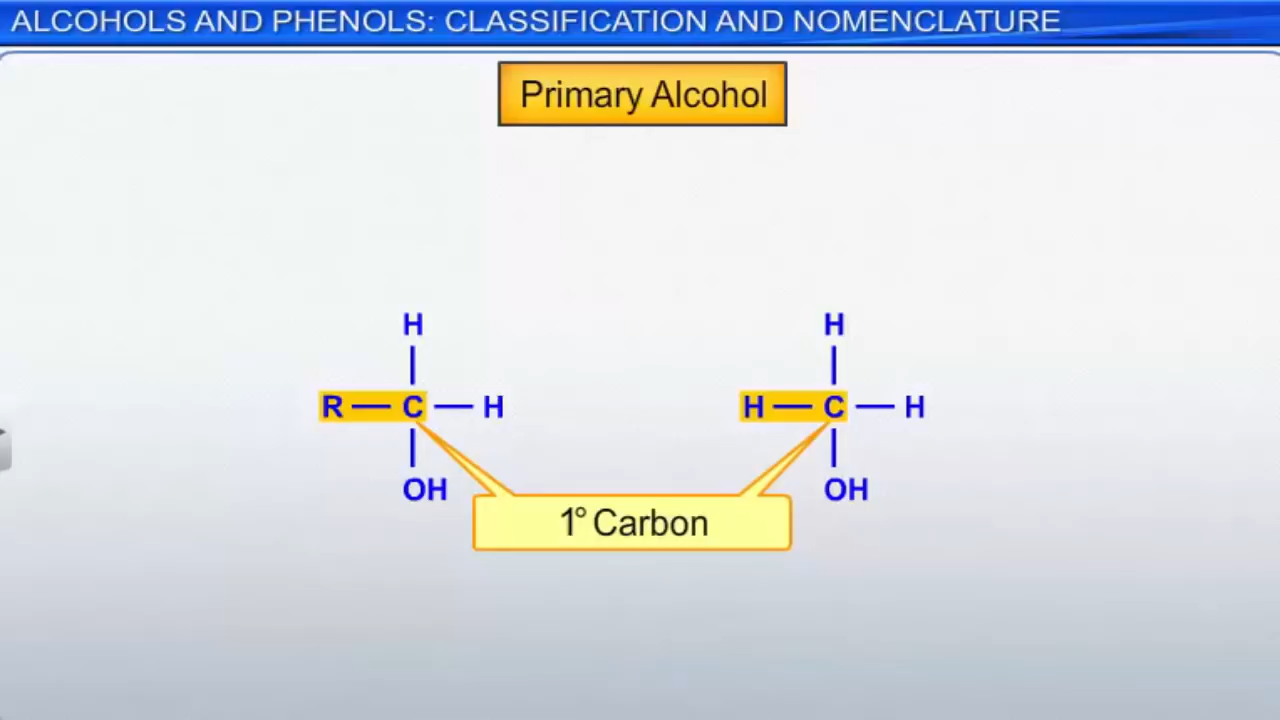 ALCOHOLS AND PHENOLS: CLASSIFICATION AND NOMENCLATURE
Primary Alcohol
H H
R — C — H H — C — H
OH OH
1° Carbon